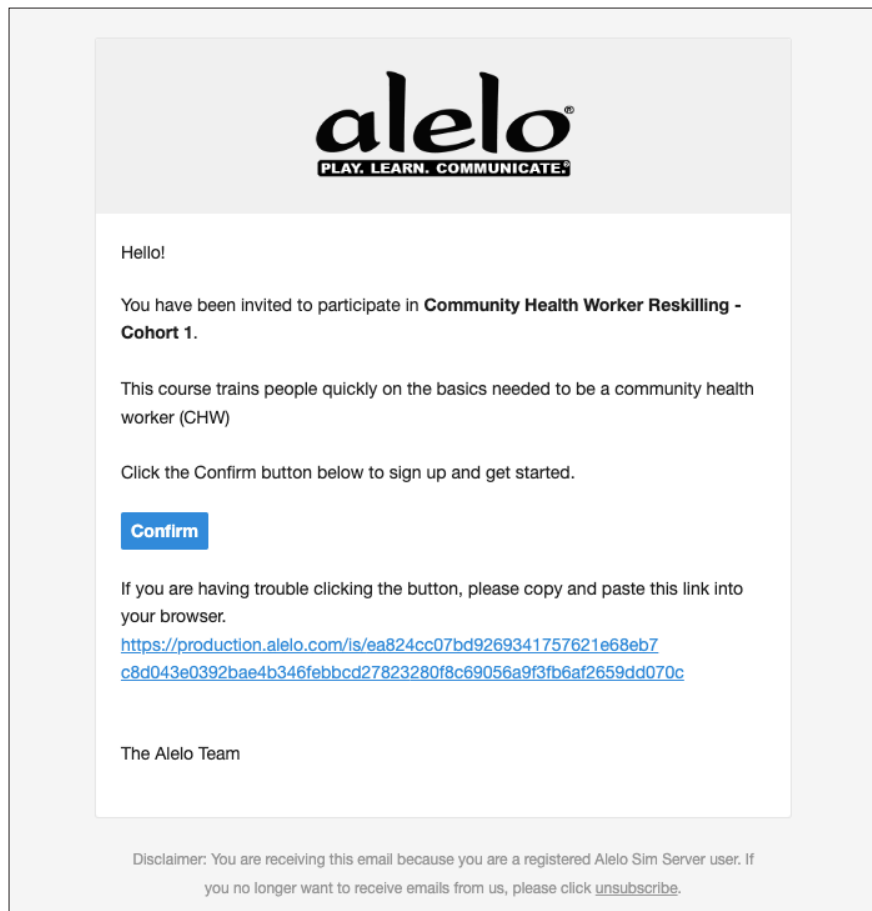 alelo®
PLAY. LEARN. COMMUNICATE.®
Hello!
You have been invited to participate in Community Health Worker Reskilling -
Cohort 1.
This course trains people quickly on the basics needed to be a community health
worker (CHW)
Click the Confirm button below to sign up and get started.
Confirm
If you are having trouble clicking the button, please copy and paste this link into
your browser.
https://production.alelo.com/is/ea824cc07bd9269341757621e68eb7
c8d043e0392bae4b346febbcd27823280f8c69056a9f3fb6af2659dd070c
The Alelo Team
Disclaimer: You are receiving this email because you are a registered Alelo Sim Server user. If
you no longer want to receive emails from us, please click unsubscribe.